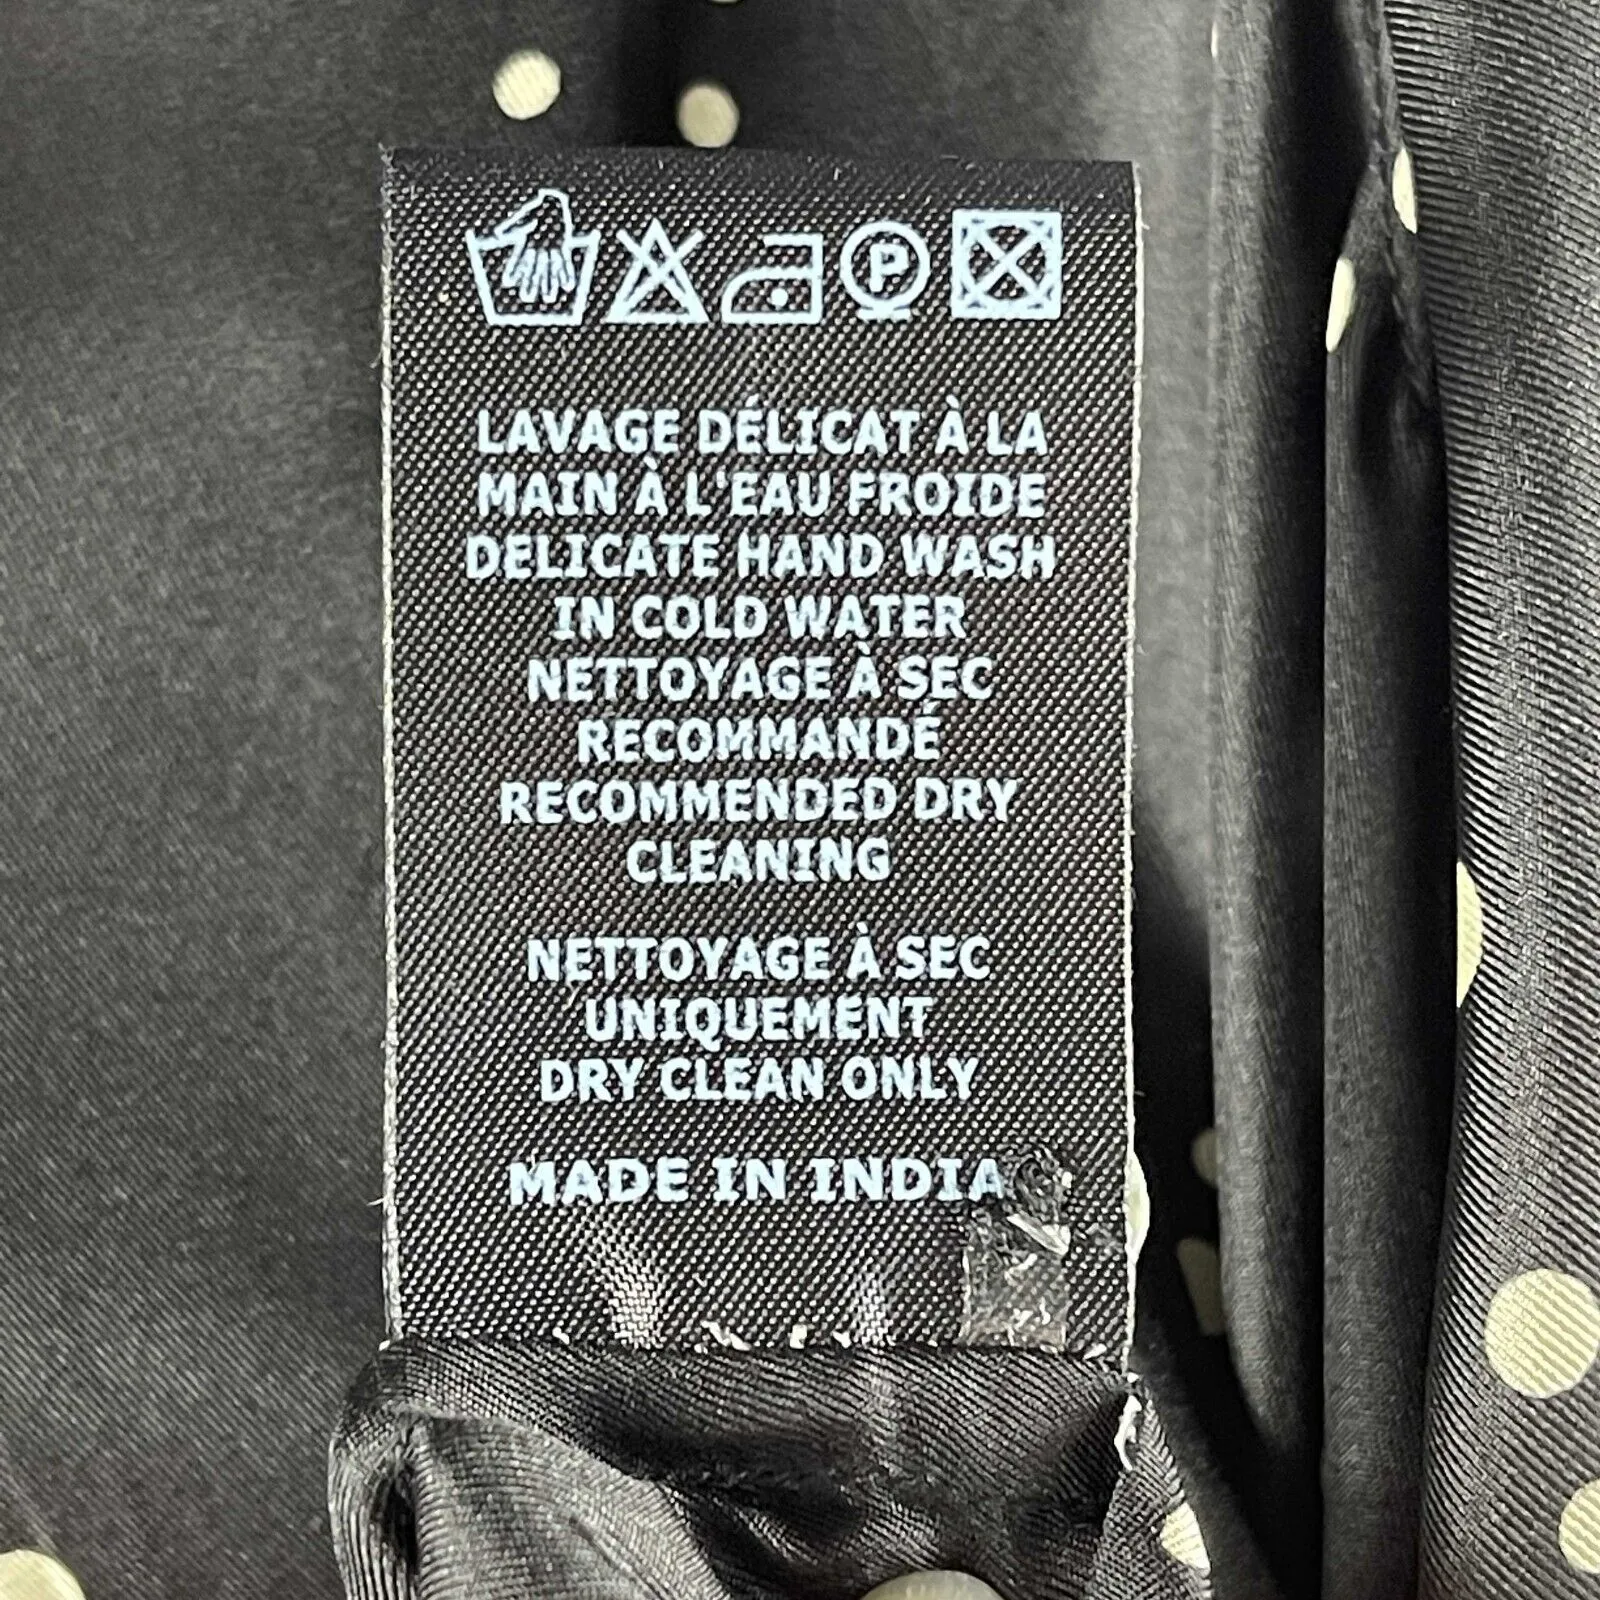 P
LAVAGE DÉLICAT À LA
MAIN À L'EAU FROIDE
DELICATE HAND WASH
IN COLD WATER
NETTOYAGE À SEC
RECOMMANDÉ
RECOMMENDED DRY
CLEANING
NETTOYAGE À SEC
UNIQUEMENT
DRY CLEAN ONLY
MADE IN INDIA